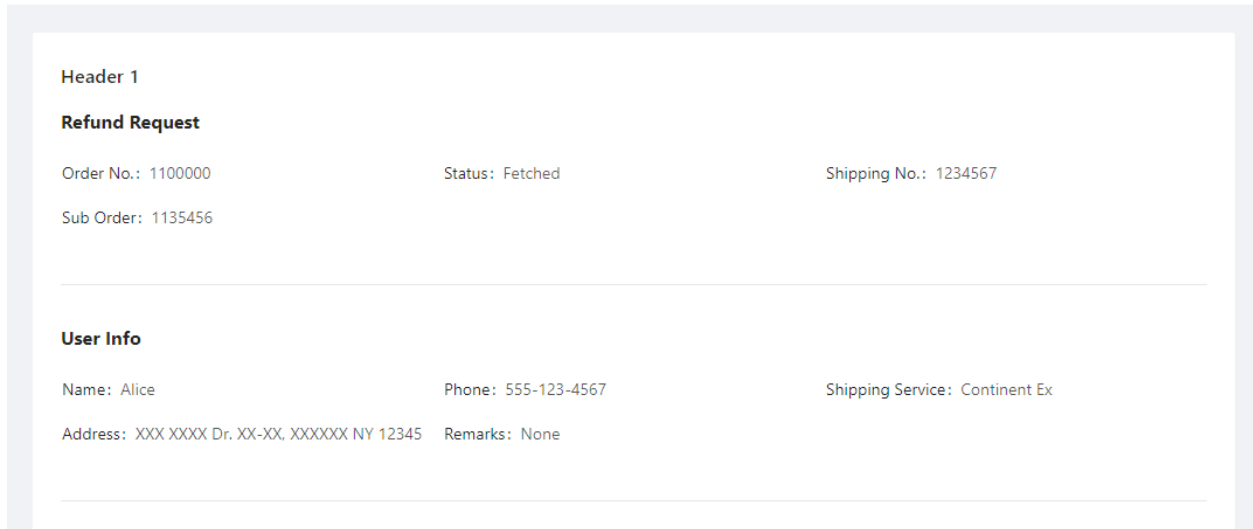 Header 1
Refund Request
Order No.: 1100000 Status: Fetched Shipping No.: 1234567
Sub Order: 1135456
User Info
Name: Alice Phone: 555-123-4567 Shipping Service: Continent Ex
Address: XXX XXXX Dr. XX-XX, XXXXXX NY 12345 Remarks: None